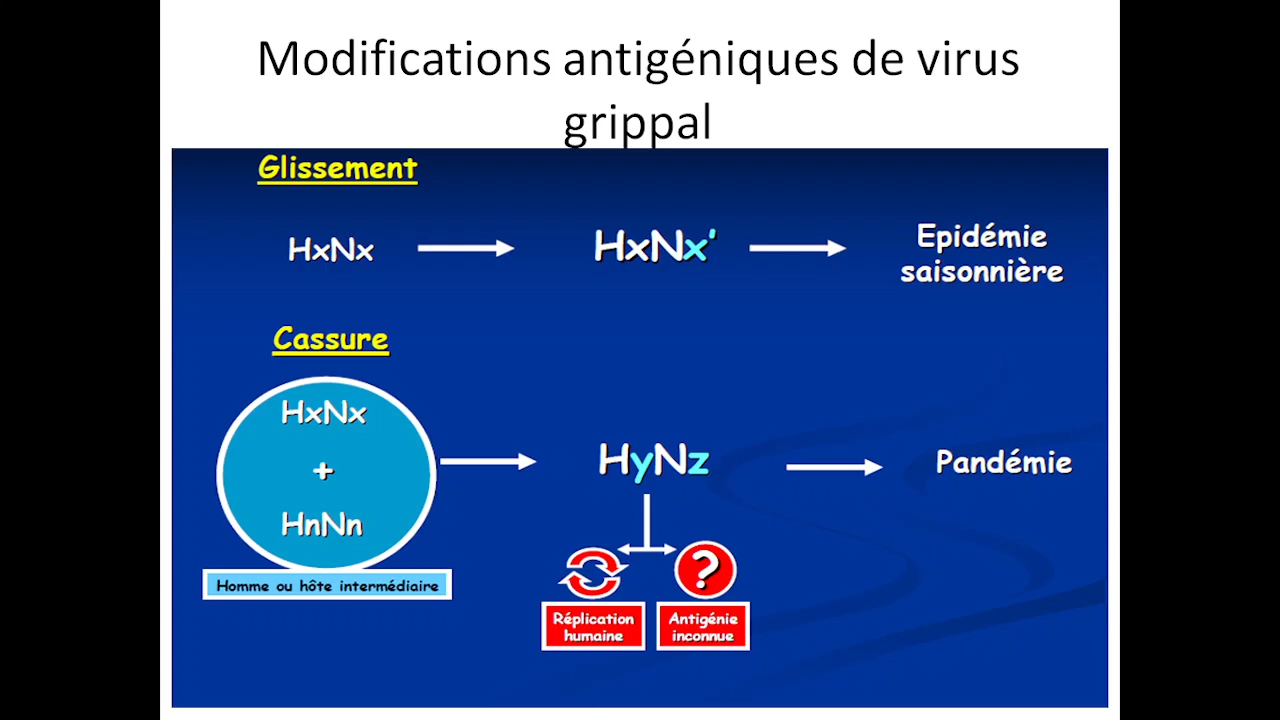 Modifications antigéniques de virus
grippal
Glissement
HxNx
HxNx'
Epidémie
saisonnière
Cassure
HxNx
+
HnNn
Homme ou hôte intermédiaire
HyNz
Pandémie
?
Réplication
humaine
Antigénie
inconnue